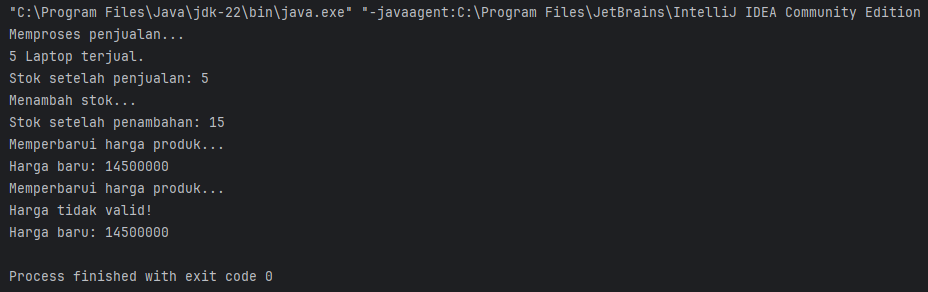 "C:\Program Files\Java\jdk-22\bin\java.exe" "-javaagent:C:\Program Files\JetBrains\IntelliJ IDEA Community Edition
Memproses penjualan...
5 Laptop terjual.
Stok setelah penjualan: 5
Menambah stok...
Stok setelah penambahan: 15
Memperbarui harga produk...
Harga baru: 14500000
Memperbarui harga produk...
Harga tidak valid!
Harga baru: 14500000
Process finished with exit code 0